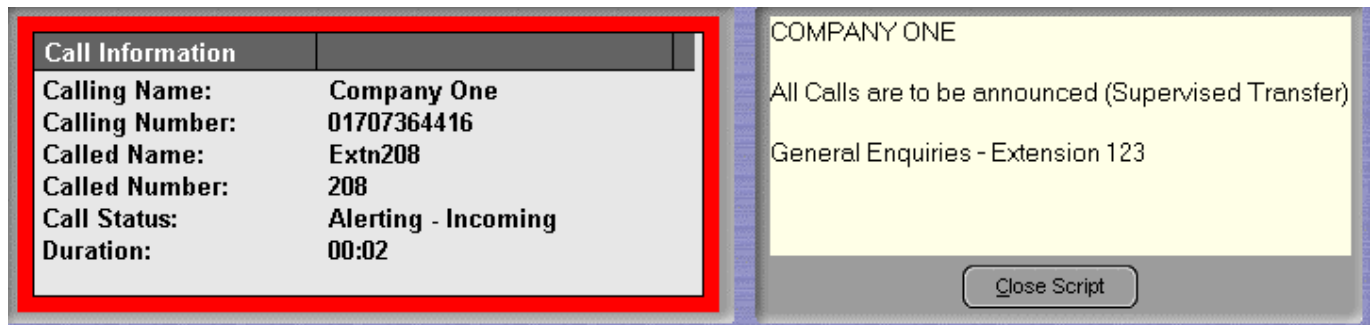 Call Information
Calling Name: Company One
Calling Number: 01707364416
Called Name: Extn208
Called Number: 208
Call Status: Alerting - Incoming
Duration: 00:02
COMPANY ONE
All Calls are to be announced (Supervised Transfer)
General Enquiries - Extension 123
Close Script